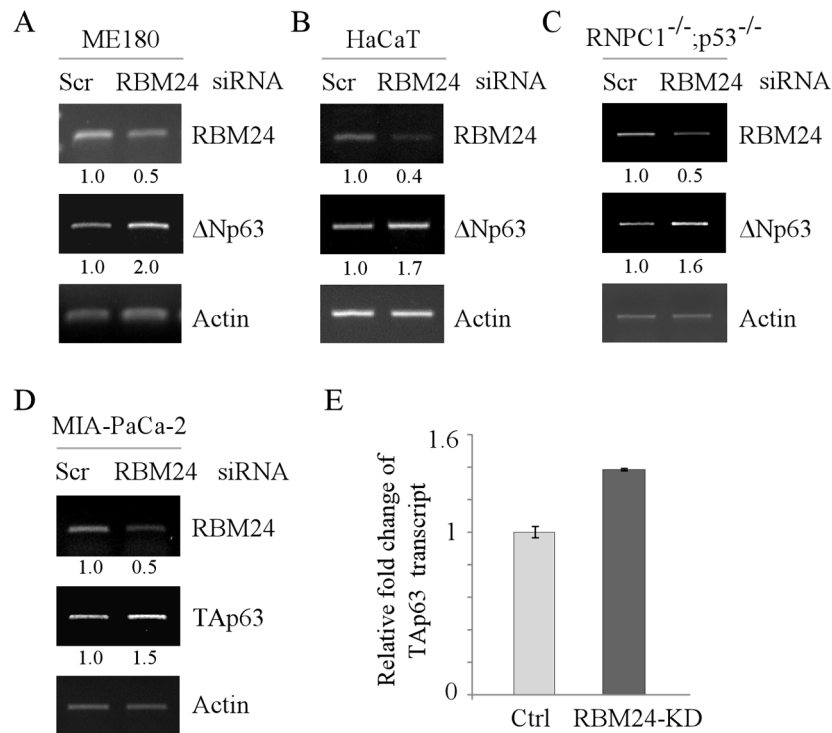 A
ME180
Scr RBM24 siRNA
RBM24
1.0 0.5
ΔNp63
1.0 2.0
Actin
B
HaCaT
Scr RBM24 siRNA
RBM24
1.0 0.4
ΔNp63
1.0 1.7
Actin
C
RNPC1-/-;p53-/-
Scr RBM24 siRNA
RBM24
1.0 0.5
ΔNp63
1.0 1.6
Actin
D
MIA-PaCa-2
Scr RBM24 siRNA
RBM24
1.0 0.5
TAp63
1.0 1.5
Actin
E
Relative fold change of
TAp63 transcript
1.6
1
0
Ctrl RBM24-KD